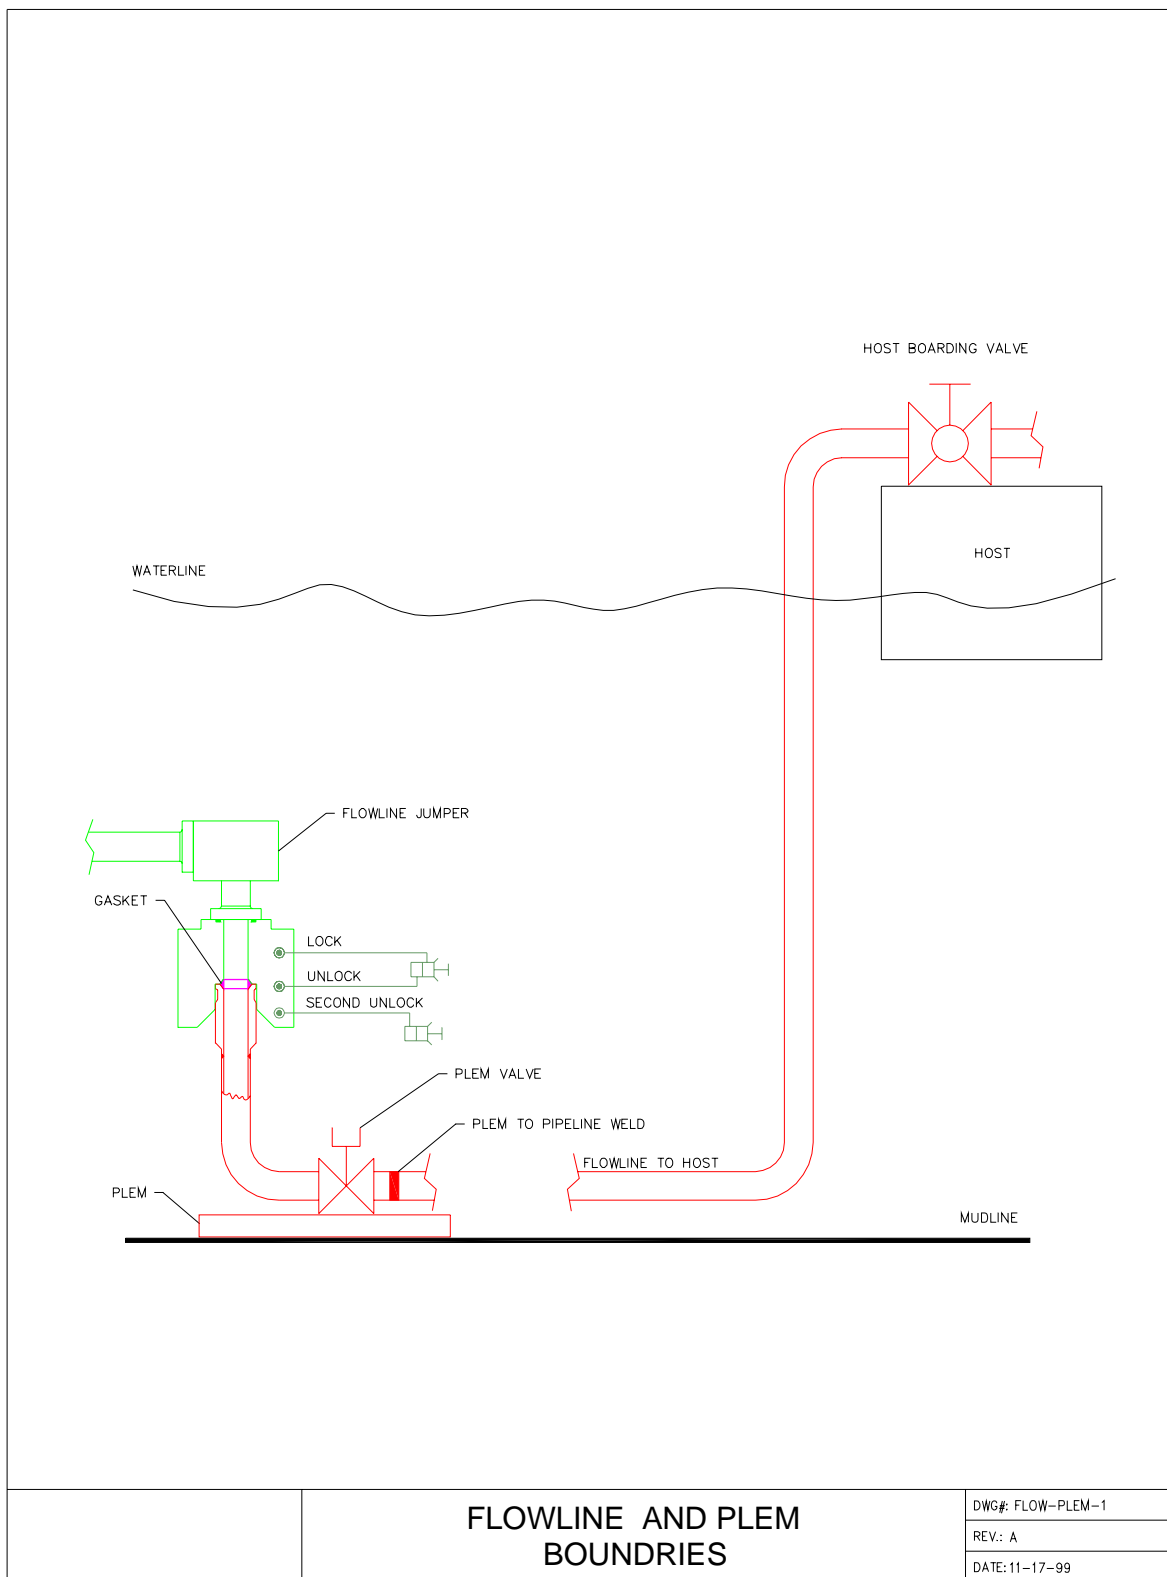 HOST BOARDING VALVE
HOST
WATERLINE
FLOWLINE JUMPER
GASKET
LOCK
UNLOCK
SECOND UNLOCK
PLEM VALVE
PLEM TO PIPELINE WELD
FLOWLINE TO HOST
PLEM
MUDLINE
FLOWLINE AND PLEM
BOUNDRIES
DWG#: FLOW-PLEM-1
REV.: A
DATE:11-17-99